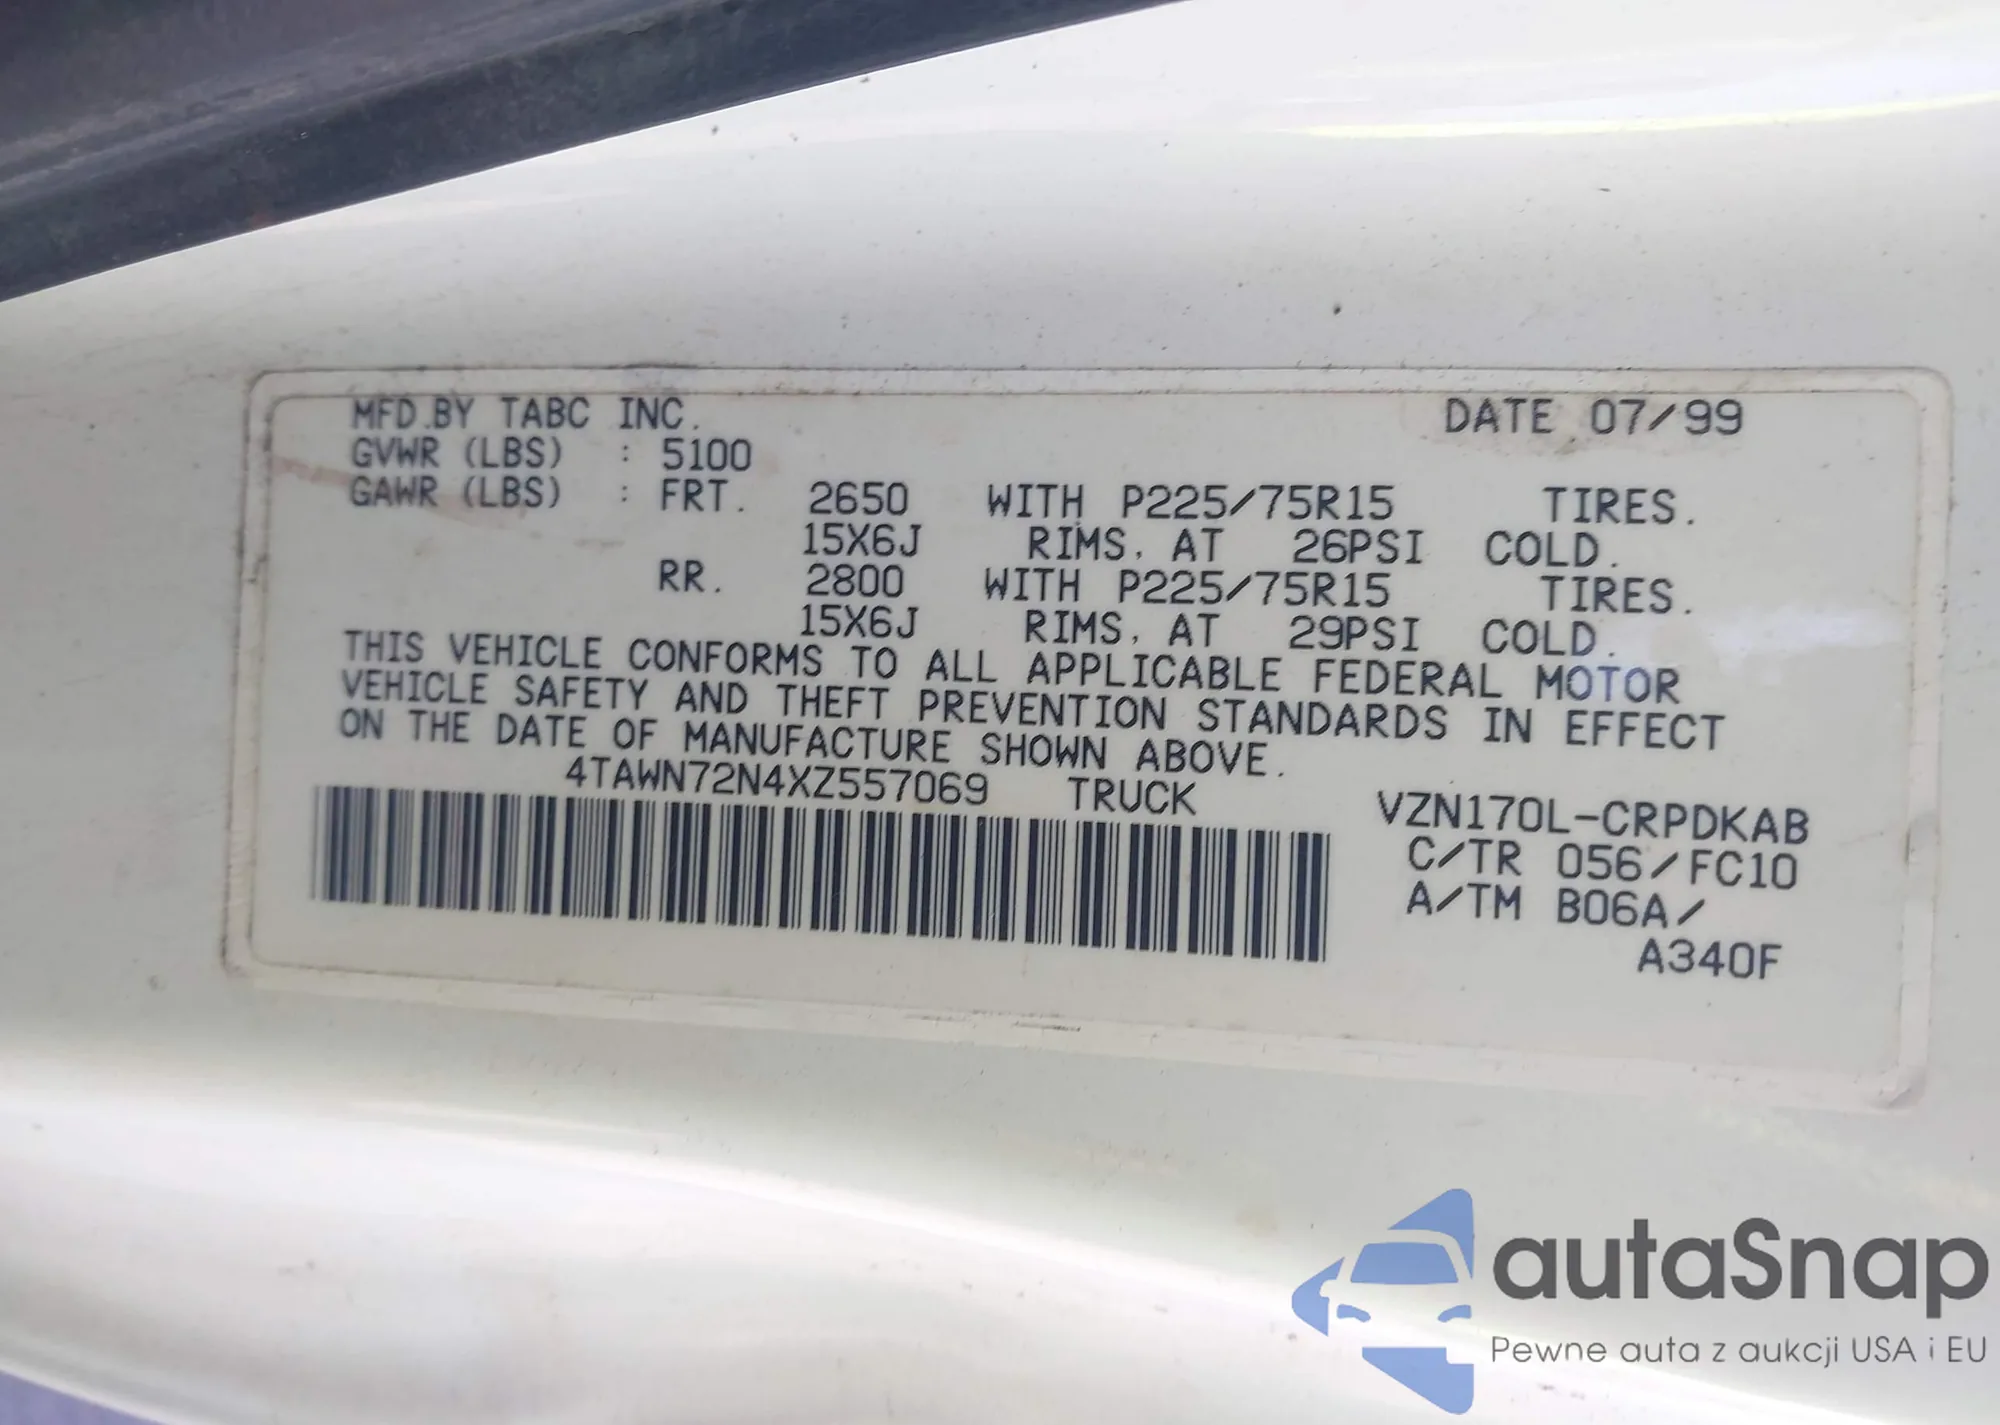 MFD.BY TABC INC. DATE 07/99
GVWR (LBS) : 5100
GAWR (LBS) : FRT. 2650 WITH P225/75R15 TIRES.
15X6J RIMS, AT 26PSI COLD.
RR. 2800 WITH P225/75R15 TIRES.
15X6J RIMS, AT 29PSI COLD.
THIS VEHICLE CONFORMS TO ALL APPLICABLE FEDERAL MOTOR
VEHICLE SAFETY AND THEFT PREVENTION STANDARDS IN EFFECT
ON THE DATE OF MANUFACTURE SHOWN ABOVE.
4TAWN72N4XZ557069 TRUCK VZN170L-CRPDKAB
C/TR 056/FC10
A/TM B06A/
A340F
autaSnap
Pewne auta z aukcji USA i EU